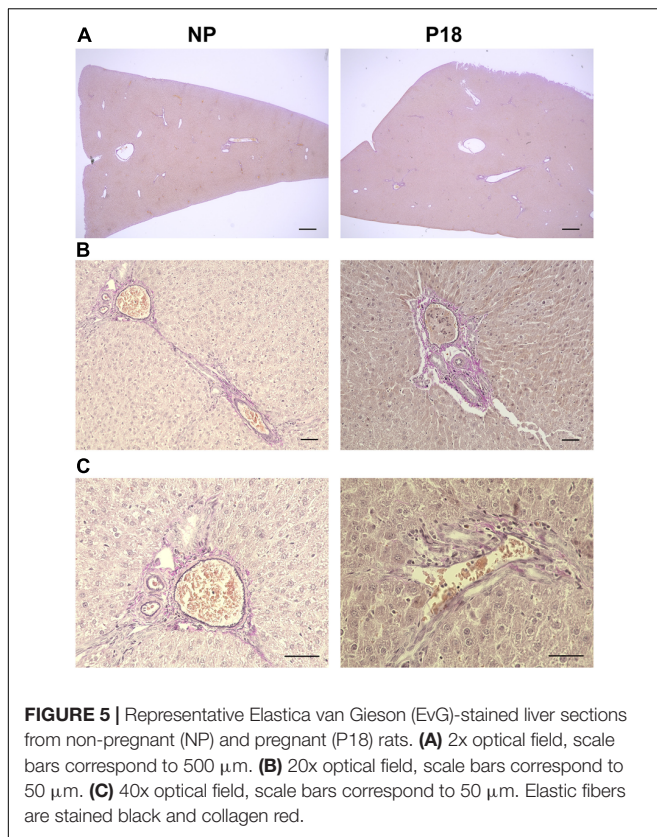 A NP P18
B
C
FIGURE 5 | Representative Elastica van Gieson (EvG)-stained liver sections
from non-pregnant (NP) and pregnant (P18) rats. (A) 2x optical field, scale
bars correspond to 500 μm. (B) 20x optical field, scale bars correspond to
50 μm. (C) 40x optical field, scale bars correspond to 50 μm. Elastic fibers
are stained black and collagen red.